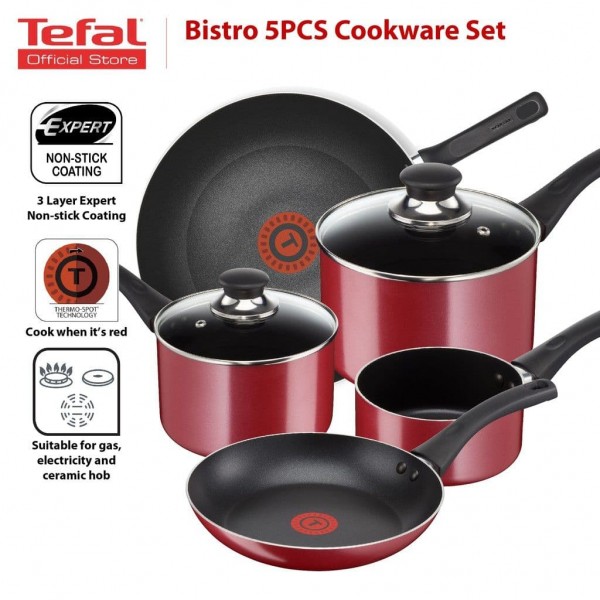 Tefal
Official Store
Bistro 5PCS Cookware Set
EXPERT
NON-STICK
COATING
3 Layer Expert
Non-stick Coating
T
THERMO-SPOT™
TECHNOLOGY
Cook when it's red
Suitable for gas,
electricity and
ceramic hob
T
T